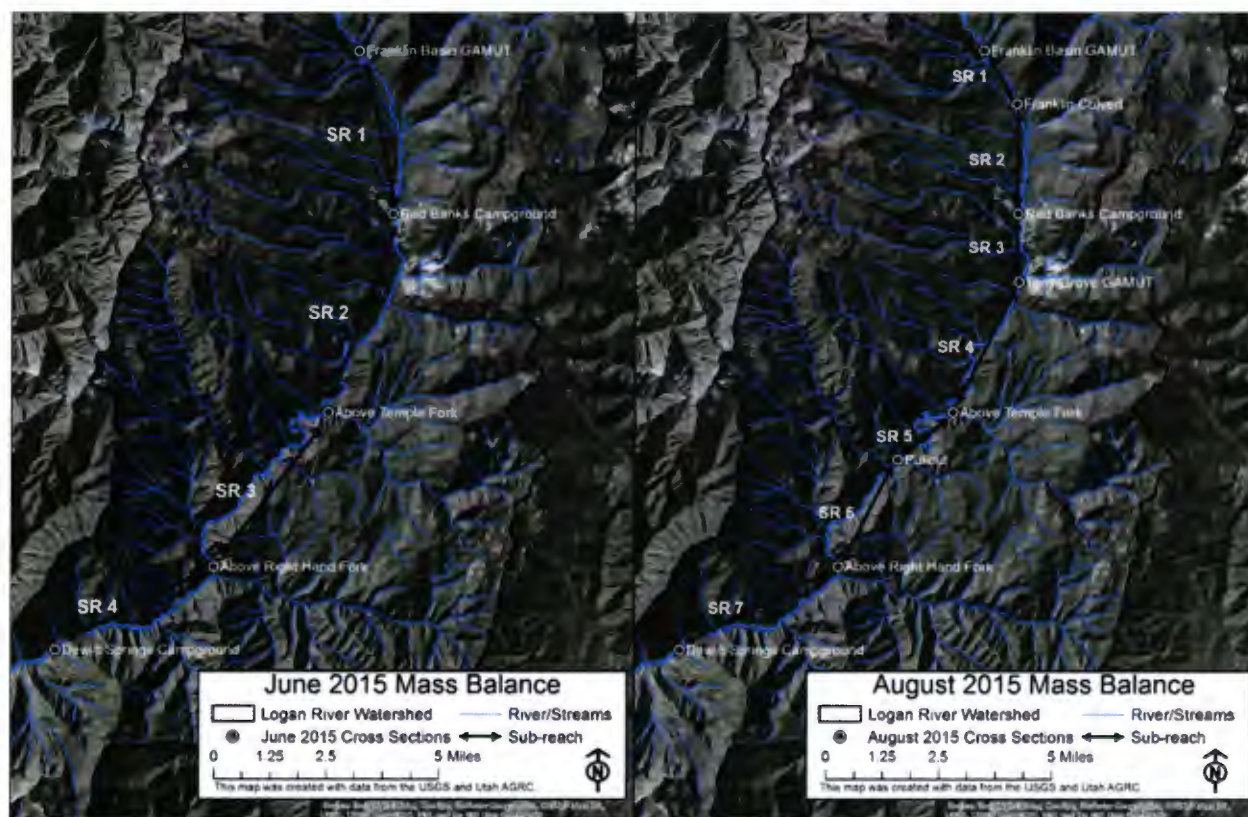 Franklin Basin GAMUT
SR 1
Red Banks Campground
SR 2
Above Temple Fork
SR 3
Above Right Hand Fork
SR 4
Dewitt Springs Campground
June 2015 Mass Balance
Logan River Watershed
River/Streams
June 2015 Cross Sections
Sub-reach
0 1.25 2.5 5 Miles
N
This map was created with data from the USGS and Utah AGRC.
Franklin Basin GAMUT
SR 1
Franklin Culvert
SR 2
Red Banks Campground
SR 3
GAMUT
SR 4
Above Temple Fork
SR 5
SR 6
Above Right Hand Fork
SR 7
Dewitt Springs Campground
August 2015 Mass Balance
Logan River Watershed
River/Streams
August 2015 Cross Sections
Sub-reach
0 1.25 2.5 5 Miles
N
This map was created with data from the USGS and Utah AGRC.